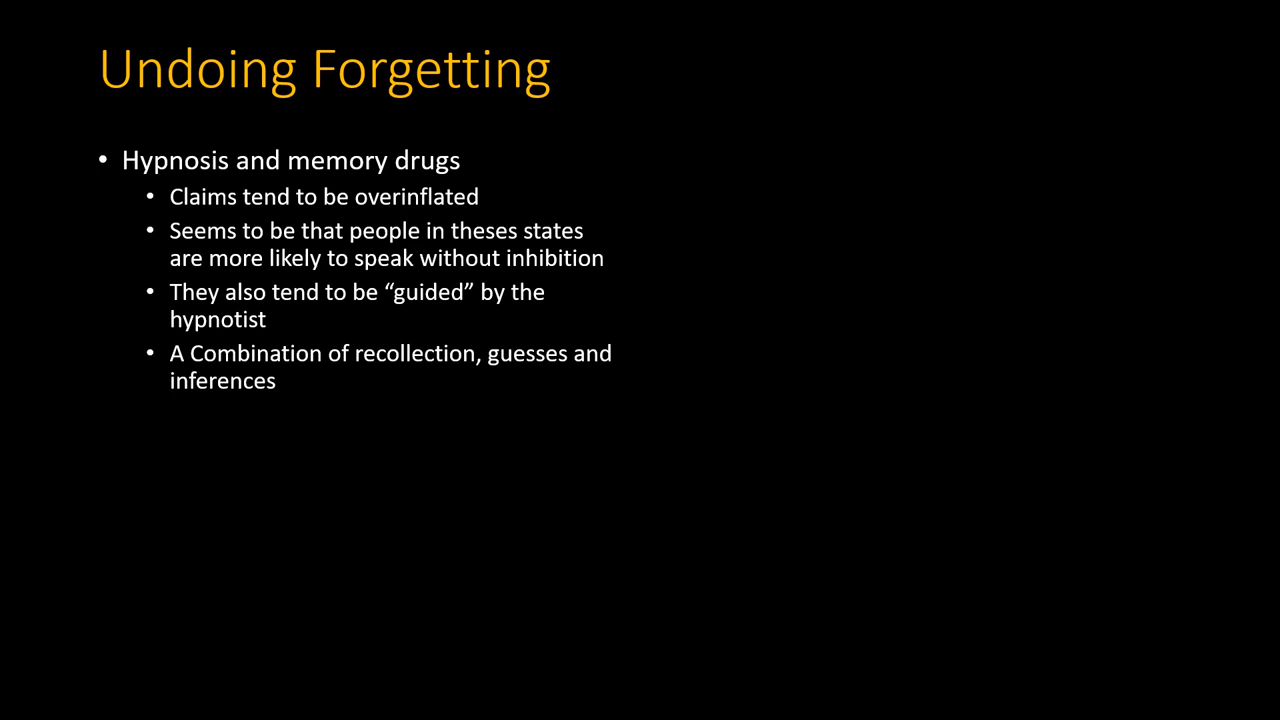 Undoing Forgetting
• Hypnosis and memory drugs
• Claims tend to be overinflated
• Seems to be that people in theses states
are more likely to speak without inhibition
• They also tend to be “guided” by the
hypnotist
• A Combination of recollection, guesses and
inferences